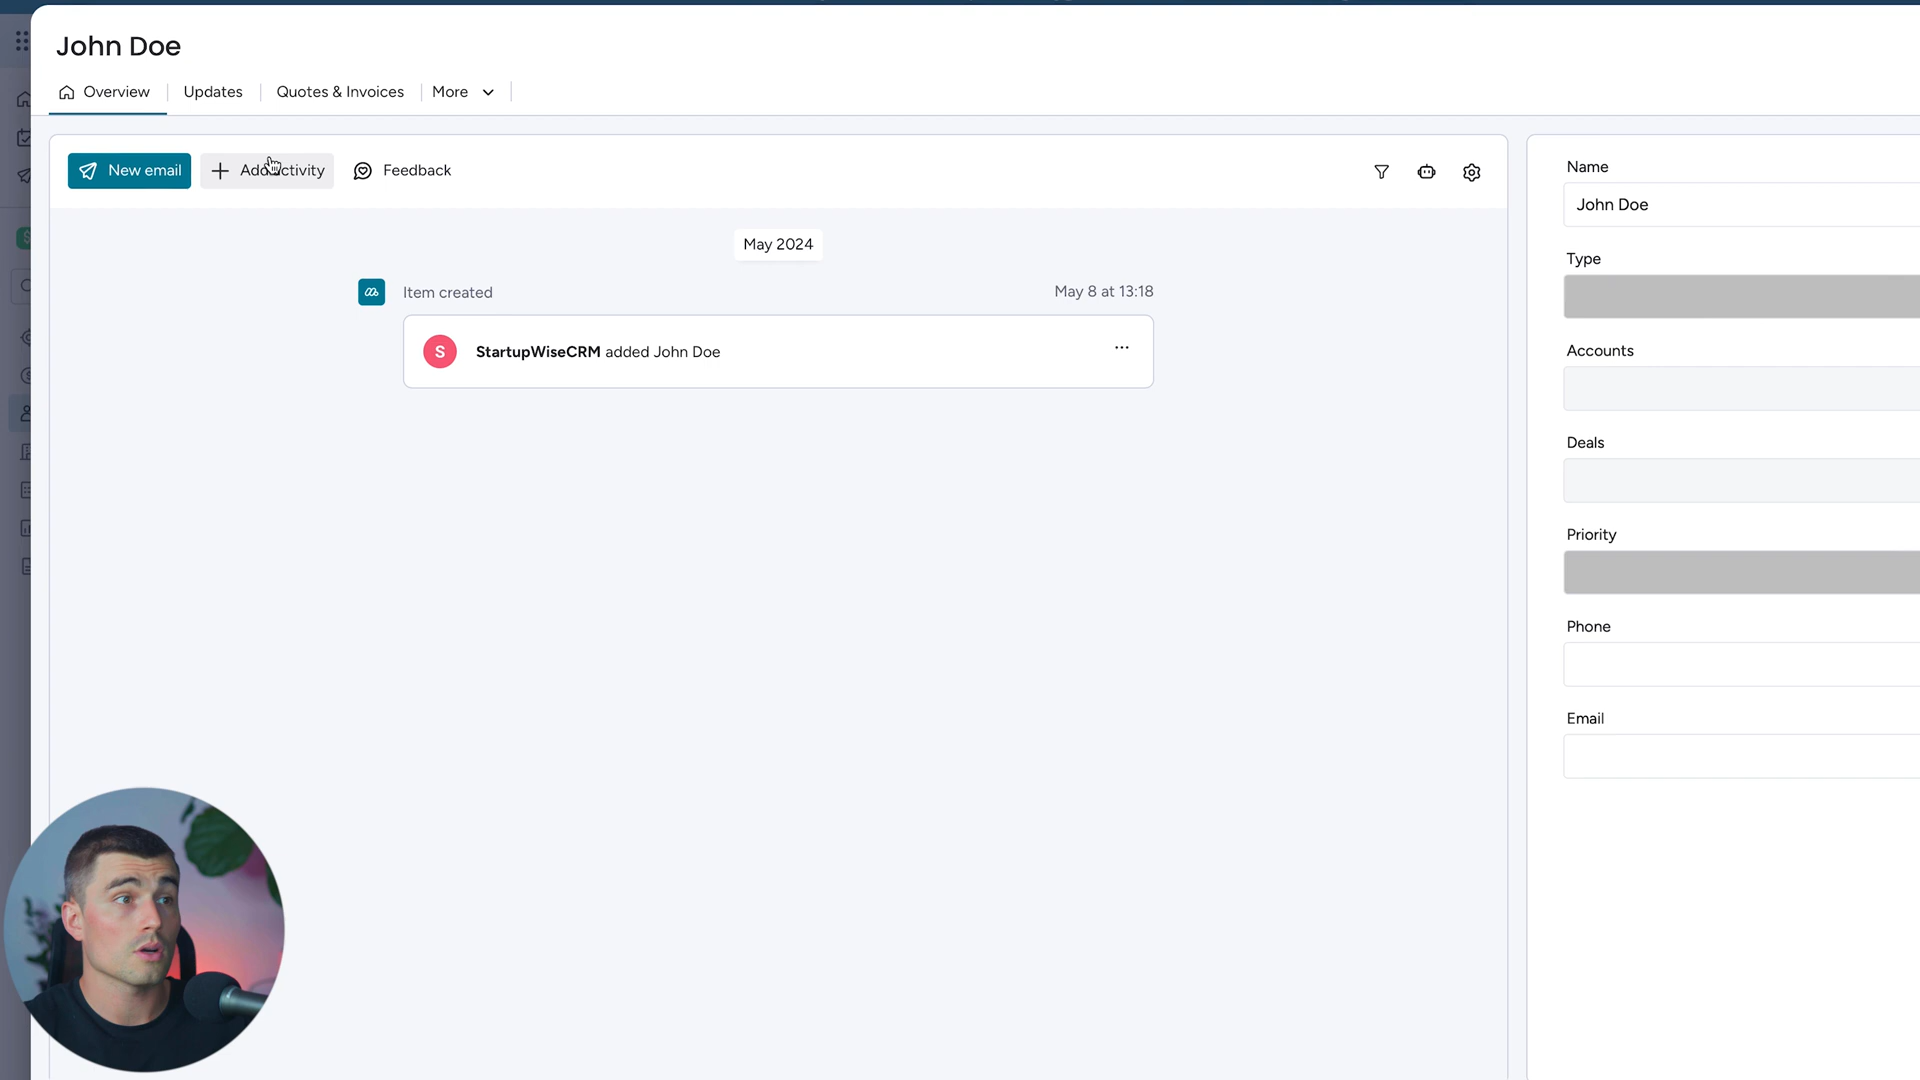 John Doe
Overview
Updates
Quotes & Invoices
More
New email
Add activity
Feedback
May 2024
Item created
May 8 at 13:18
S
StartupWiseCRM added John Doe
Name
John Doe
Type
Accounts
Deals
Priority
Phone
Email